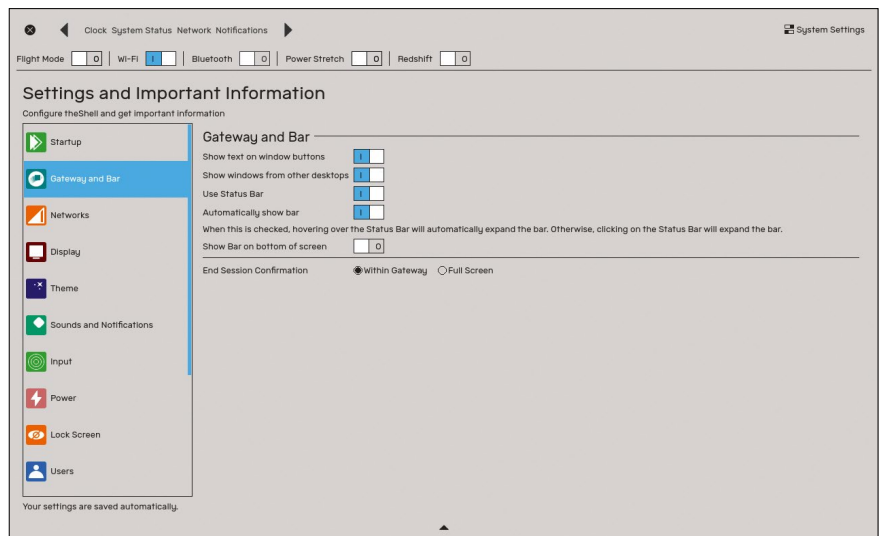 Clock System Status Network Notifications
System Settings
Flight Mode O Wi-Fi I Bluetooth O Power Stretch O Redshift O
Settings and Important Information
Configure theShell and get important information
Startup
Gateway and Bar
Networks
Display
Theme
Sounds and Notifications
Input
Power
Lock Screen
Users
Your settings are saved automatically.
Gateway and Bar
Show text on window buttons I
Show windows from other desktops I
Use Status Bar I
Automatically show bar I
When this is checked, hovering over the Status Bar will automatically expand the bar. Otherwise, clicking on the Status Bar will expand the bar.
Show Bar on bottom of screen O
End Session Confirmation Within Gateway Full Screen